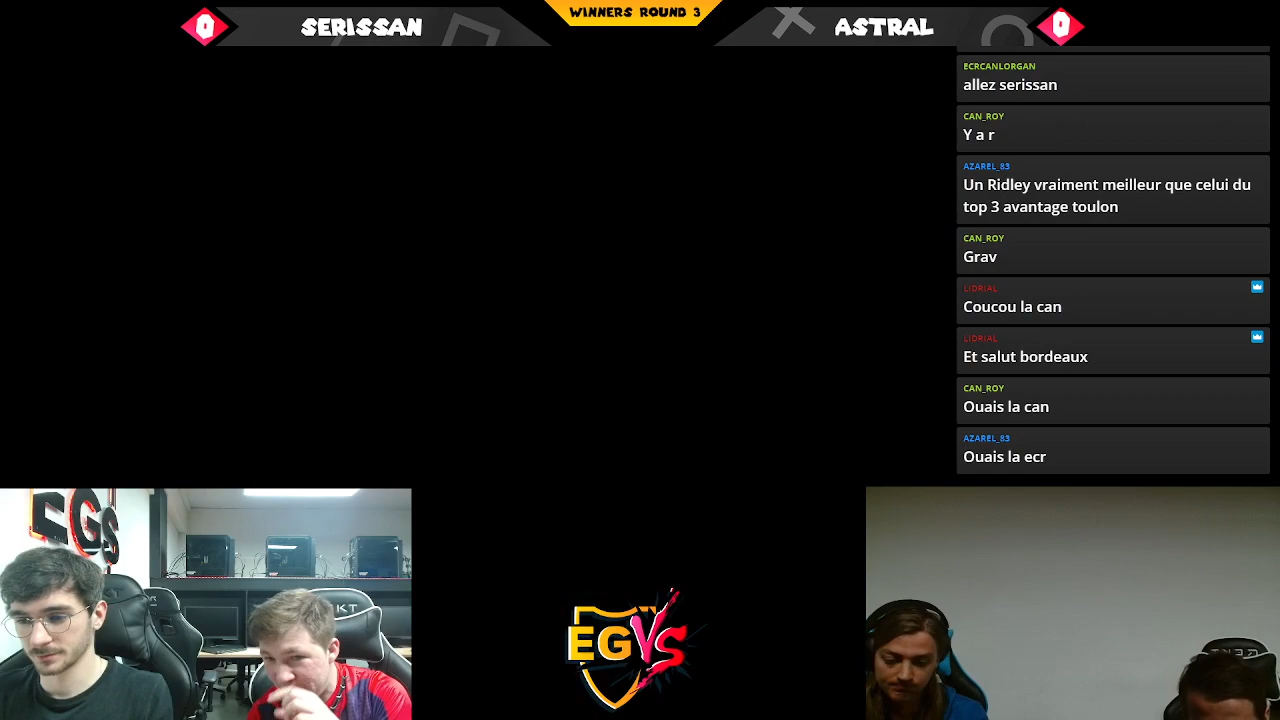 0
SERISSAN
WINNERS ROUND 3
ASTRAL
0
ECRCANLORGAN
allez serissan
CAN_ROY
Y a r
AZAREL_83
Un Ridley vraiment meilleur que celui du
top 3 avantage toulon
CAN_ROY
Grav
LIDRIAL
Coucou la can
LIDRIAL
Et salut bordeaux
CAN_ROY
Ouais la can
AZAREL_83
Ouais la ecr
EGS
KT
EGVS